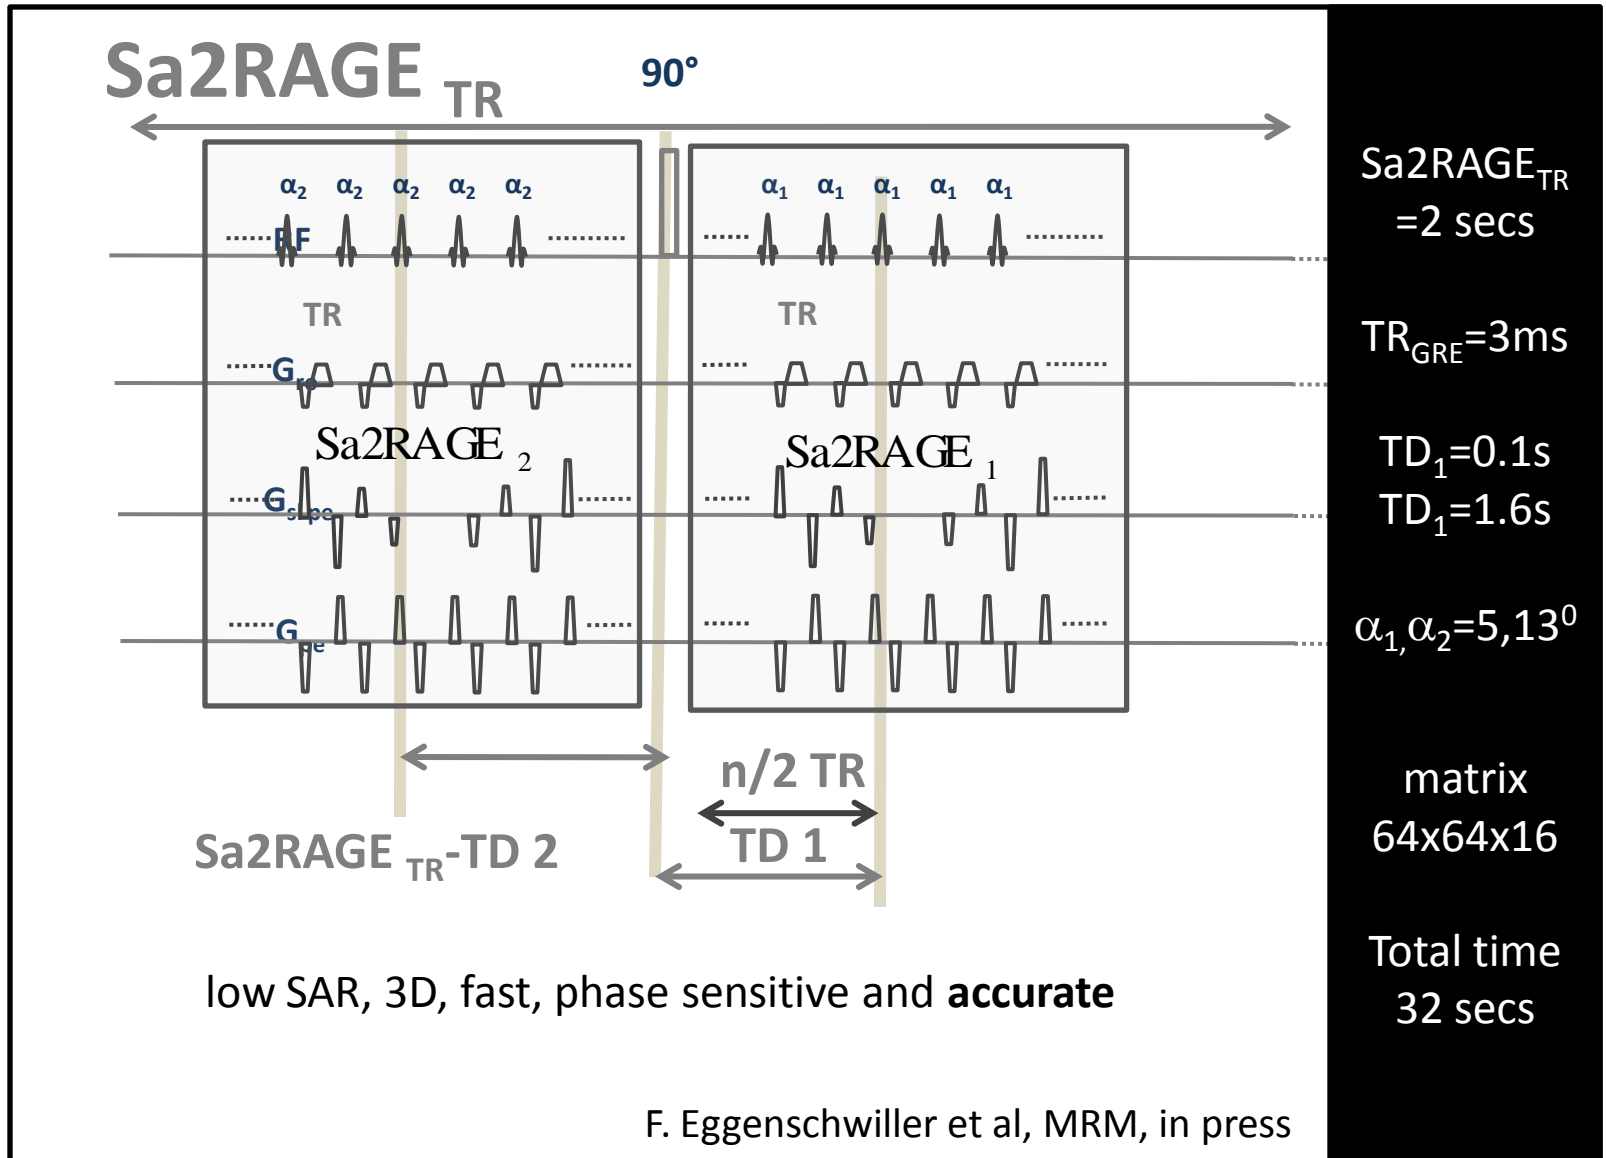 Sa2RAGE TR
90°
α2 α2 α2 α2 α2
α1 α1 α1 α1 α1
RF
TR
TR
Gro
Sa2RAGE 2
Sa2RAGE 1
Gslpe
Gpe
n/2 TR
TD 1
Sa2RAGE TR-TD 2
low SAR, 3D, fast, phase sensitive and accurate
F. Eggenschwiller et al, MRM, in press
Sa2RAGETR
=2 secs
TRGRE=3ms
TD1=0.1s
TD1=1.6s
α1,α2=5,13⁰
matrix
64x64x16
Total time
32 secs